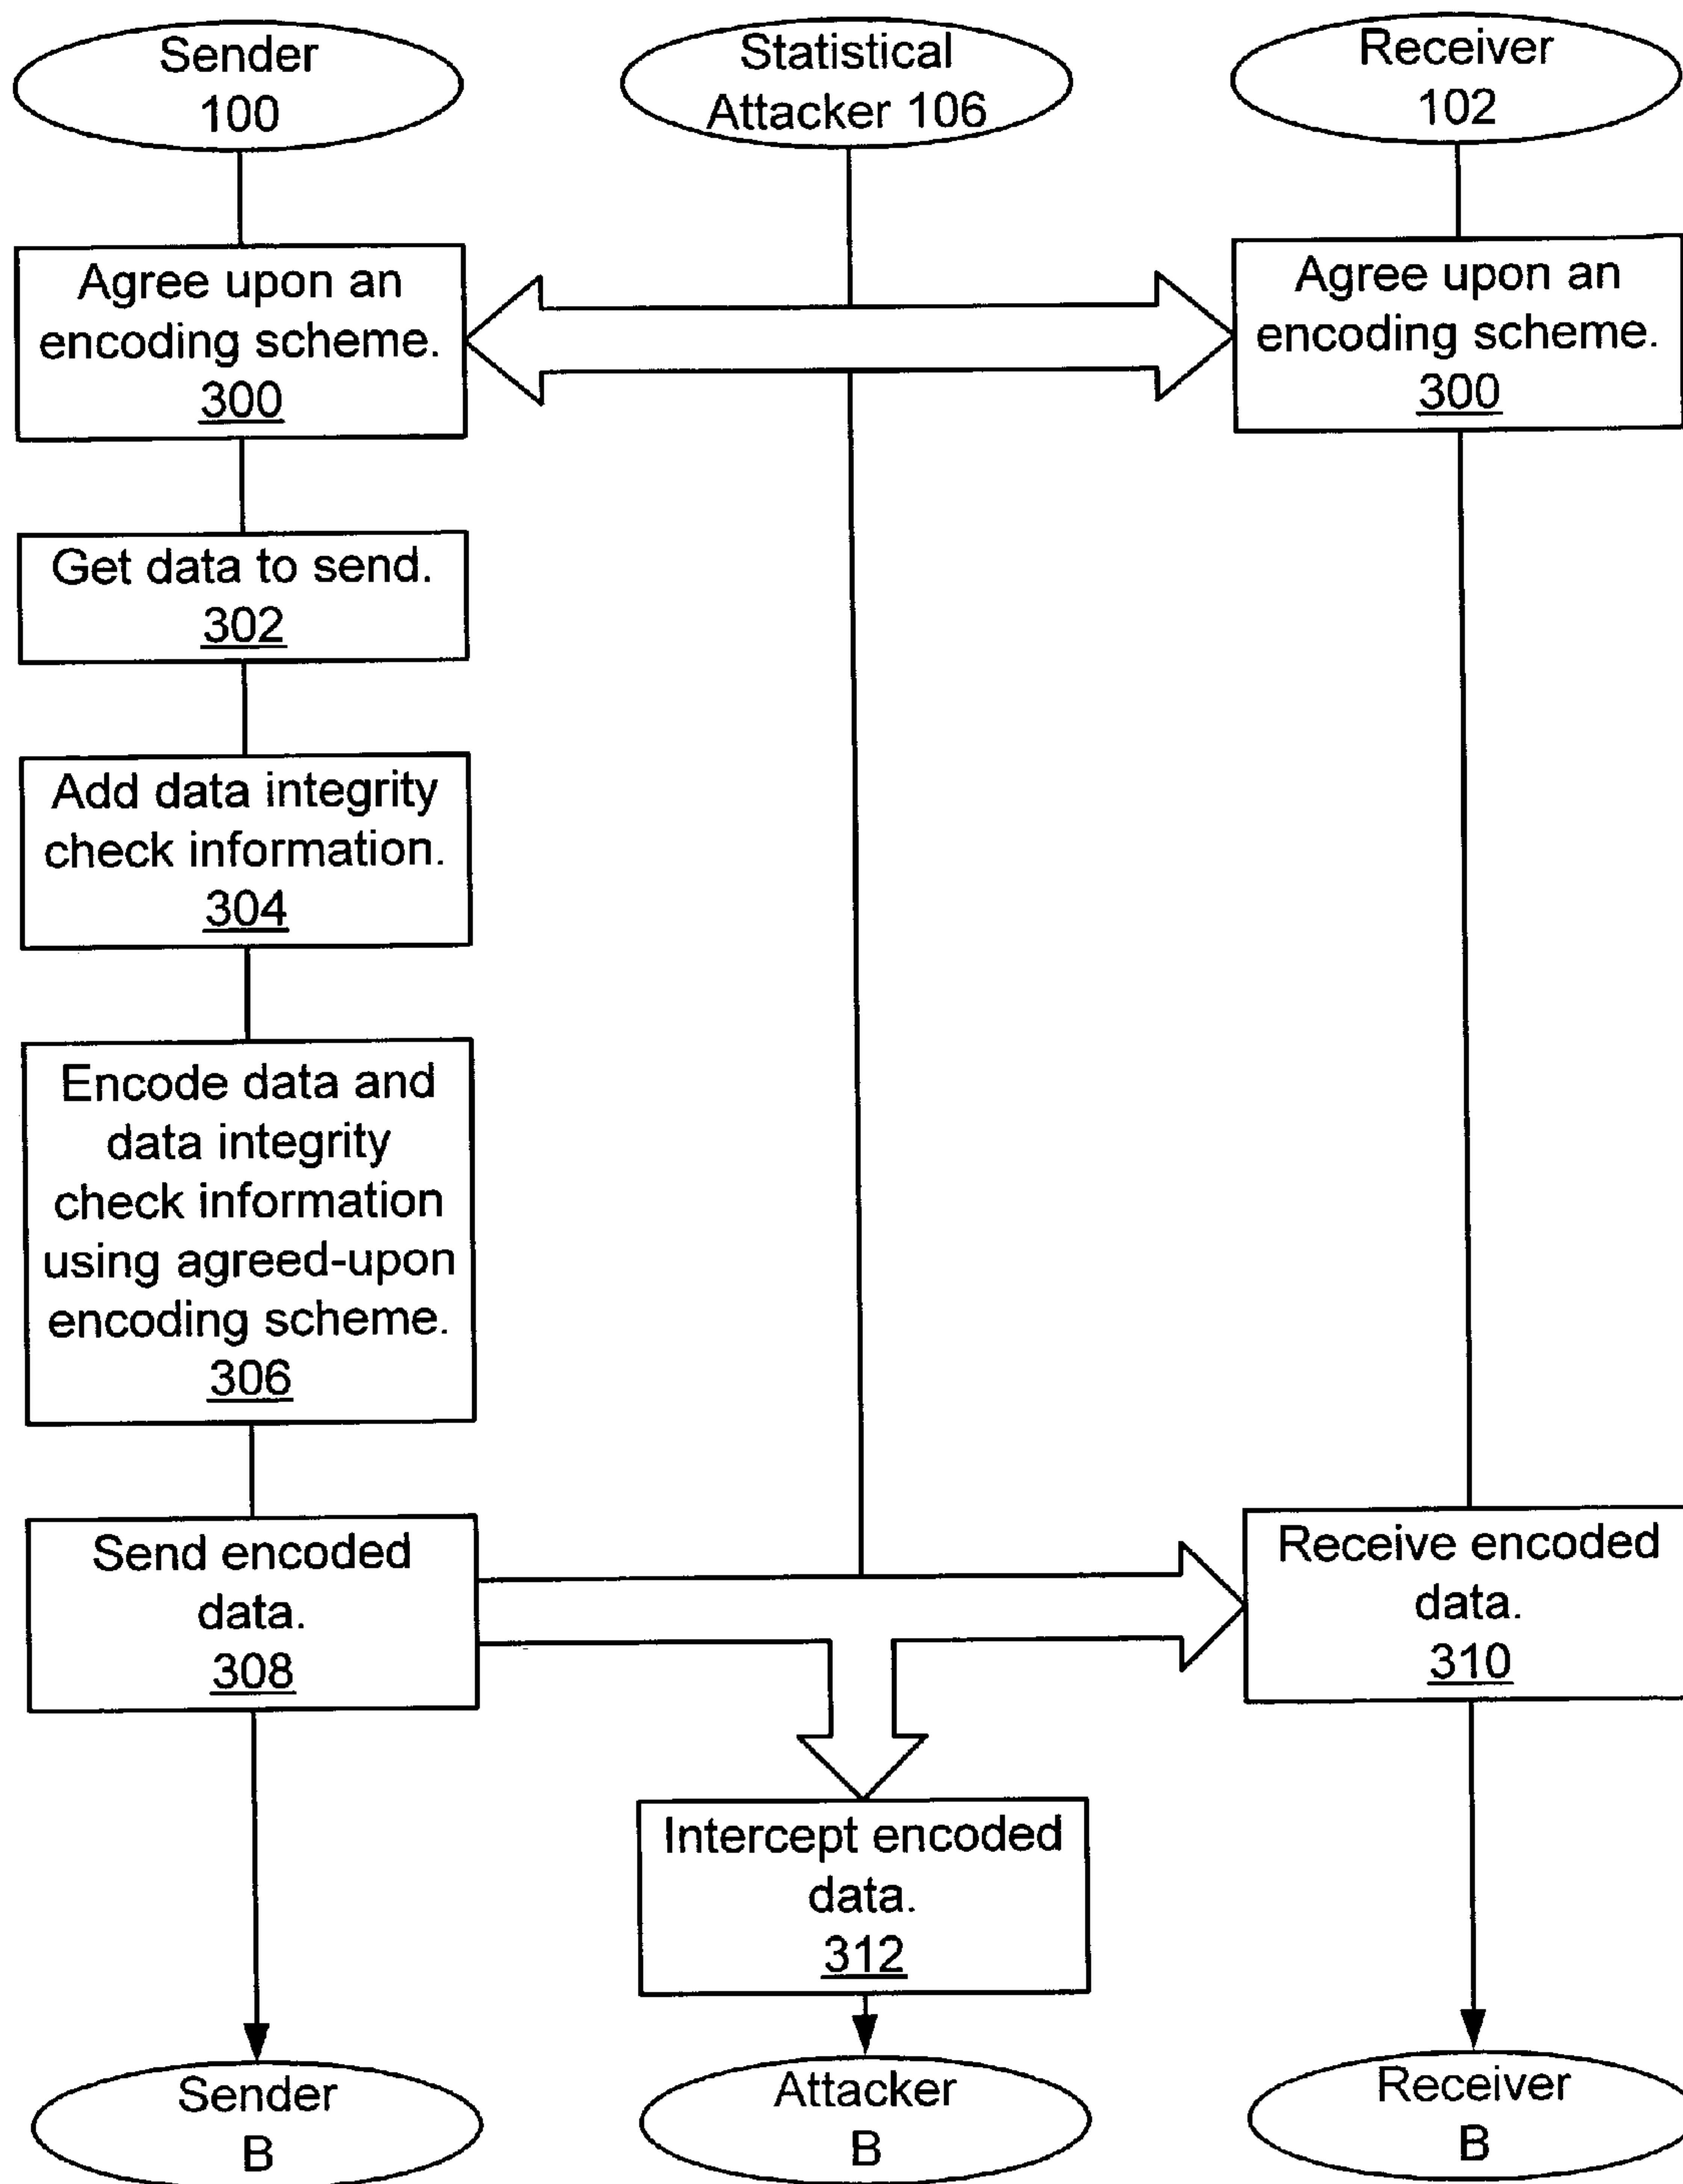 Sender
100
Statistical
Attacker 106
Receiver
102
Agree upon an
encoding scheme.
300
Agree upon an
encoding scheme.
300
Get data to send.
302
Add data integrity
check information.
304
Encode data and
data integrity
check information
using agreed-upon
encoding scheme.
306
Send encoded
data.
308
Receive encoded
data.
310
Intercept encoded
data.
312
Sender
B
Attacker
B
Receiver
B